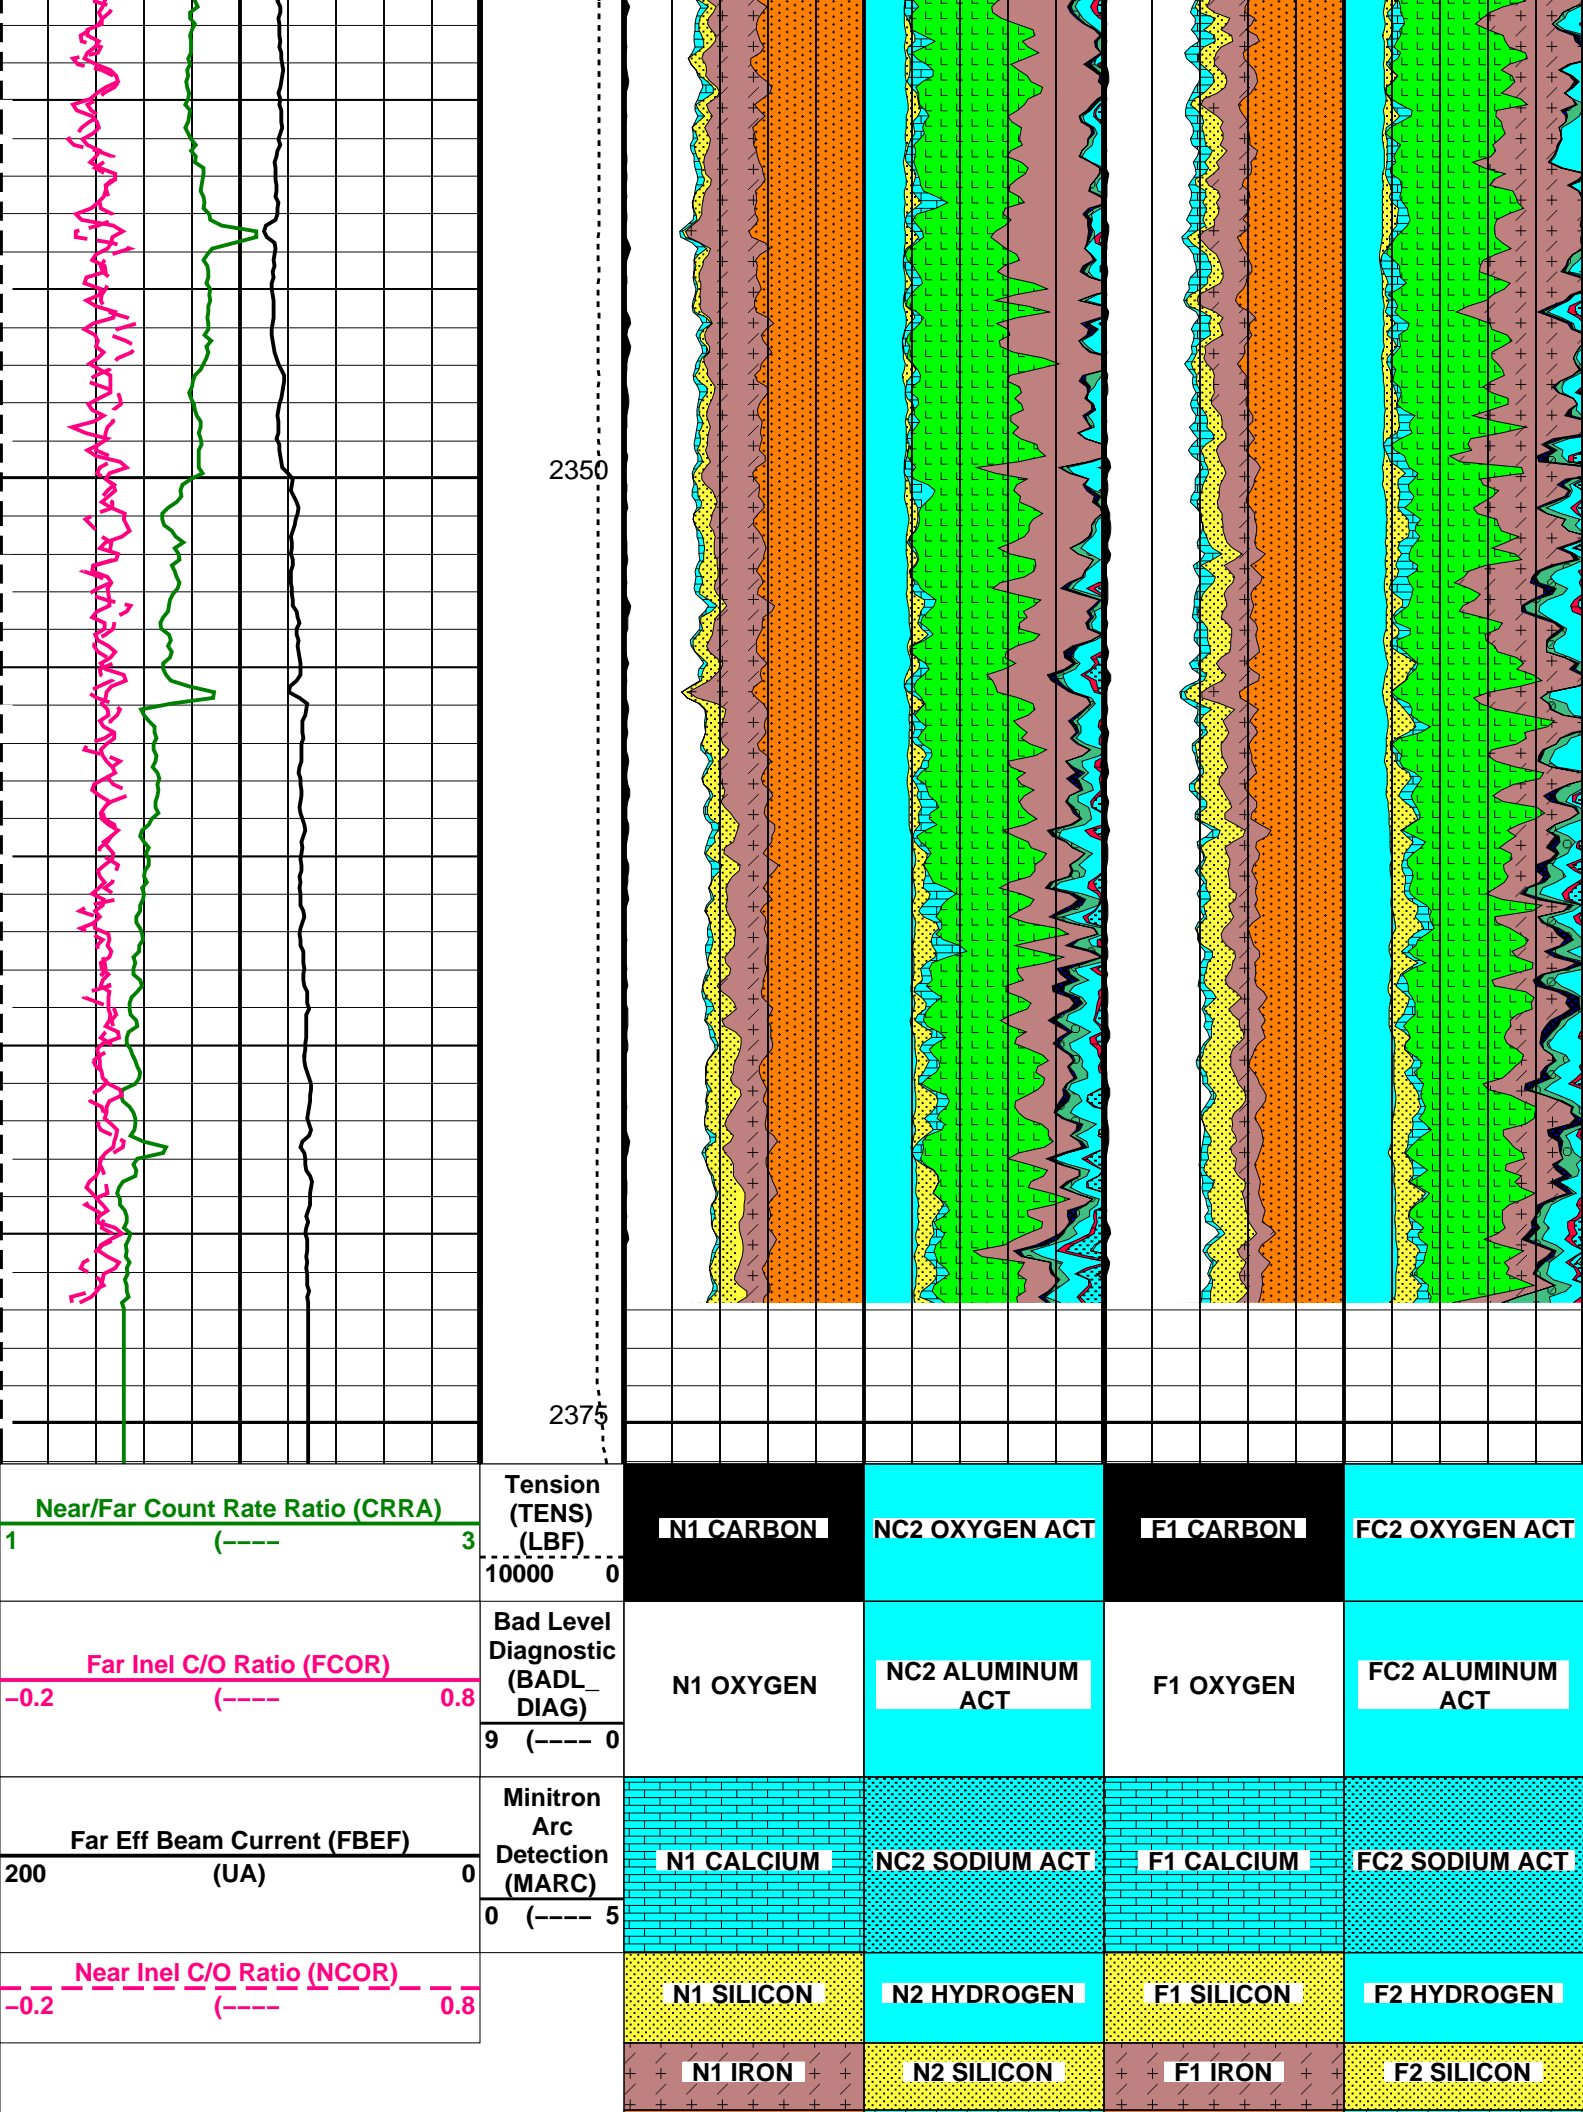 2350
2375
Near/Far Count Rate Ratio (CRRA)
1 (---- 3
Far Inel C/O Ratio (FCOR)
-0.2 (---- 0.8
Far Eff Beam Current (FBEF)
200 (UA) 0
Near Inel C/O Ratio (NCOR)
-0.2 (---- 0.8
Tension
(TENS)
(LBF)
10000 0
Bad Level
Diagnostic
(BADL_
DIAG)
9 (---- 0
Minitron
Arc
Detection
(MARC)
0 (---- 5
N1 CARBON
N1 OXYGEN
N1 CALCIUM
N1 SILICON
N1 IRON
NC2 OXYGEN ACT
NC2 ALUMINUM
ACT
NC2 SODIUM ACT
N2 HYDROGEN
N2 SILICON
F1 CARBON
F1 OXYGEN
F1 CALCIUM
F1 SILICON
F1 IRON
FC2 OXYGEN ACT
FC2 ALUMINUM
ACT
FC2 SODIUM ACT
F2 HYDROGEN
F2 SILICON